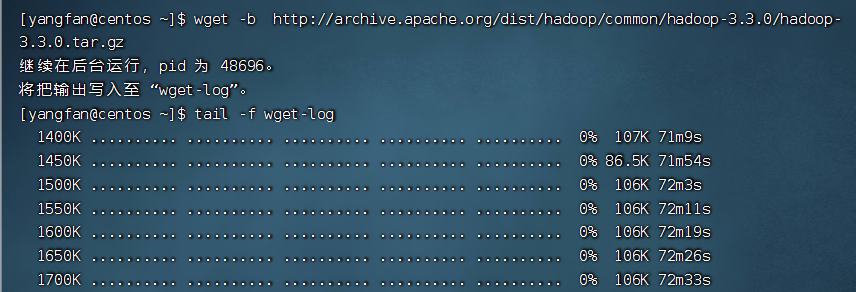 [yangfan@centos ~]$ wget -b  http://archive.apache.org/dist/hadoop/common/hadoop-3.3.0/hadoop-
3.3.0.tar.gz
继续在后台运行，pid 为 48696。
将把输出写入至 “wget-log”。
[yangfan@centos ~]$ tail -f wget-log
1400K .......... .......... .......... .......... ..........  0%  107K 71m9s
1450K .......... .......... .......... .......... ..........  0% 86.5K 71m54s
1500K .......... .......... .......... .......... ..........  0%  106K 72m3s
1550K .......... .......... .......... .......... ..........  0%  106K 72m11s
1600K .......... .......... .......... .......... ..........  0%  106K 72m19s
1650K .......... .......... .......... .......... ..........  0%  106K 72m26s
1700K .......... .......... .......... .......... ..........  0%  106K 72m33s